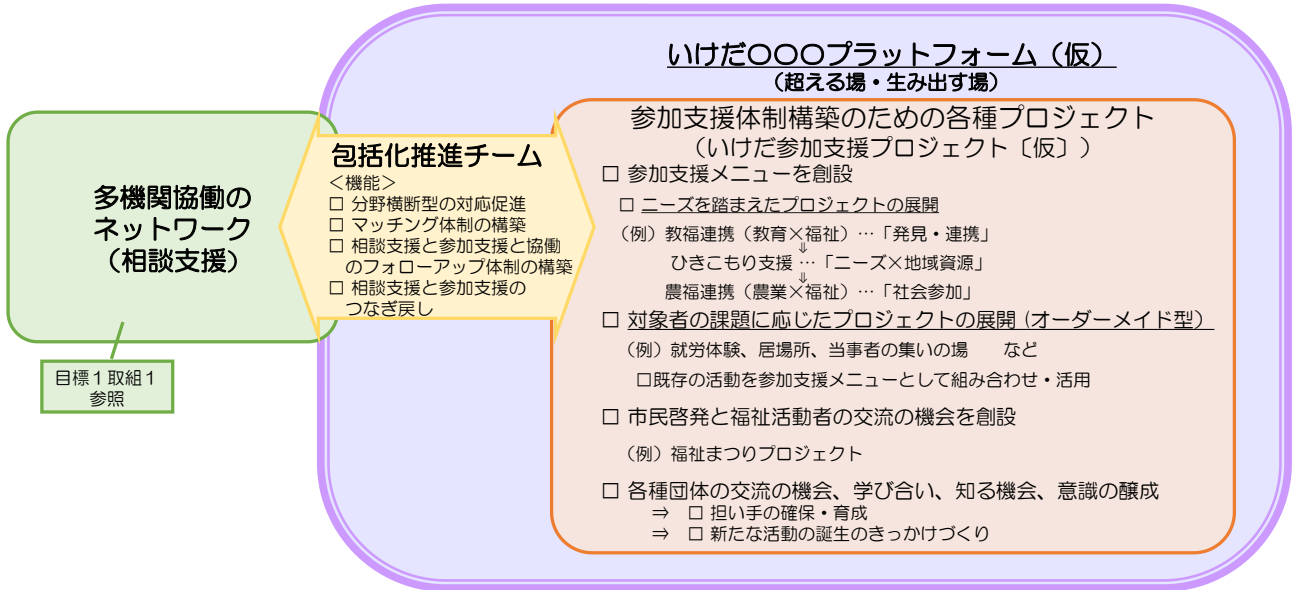 いけだ〇〇〇プラットフォーム（仮）
（超える場・生み出す場）
多機関協働の
ネットワーク
（相談支援）
目標１取組１
参照
包括化推進チーム
＜機能＞
□ 分野横断型の対応促進
□ マッチング体制の構築
□ 相談支援と参加支援と協働
のフォローアップ体制の構築
□ 相談支援と参加支援の
つなぎ戻し
参加支援体制構築のための各種プロジェクト
（いけだ参加支援プロジェクト〔仮〕）
□ 参加支援メニューを創設
□ ニーズを踏まえたプロジェクトの展開
（例）教福連携（教育×福祉）…「発見・連携」
⇓
ひきこもり支援 …「ニーズ×地域資源」
⇓
農福連携（農業×福祉）…「社会参加」
□ 対象者の課題に応じたプロジェクトの展開（オーダーメイド型）
（例）就労体験、居場所、当事者の集いの場　　など
□既存の活動を参加支援メニューとして組み合わせ・活用
□ 市民啓発と福祉活動者の交流の機会を創設
（例）福祉まつりプロジェクト
□ 各種団体の交流の機会、学び合い、知る機会、意識の醸成
⇒　□ 担い手の確保・育成
⇒　□ 新たな活動の誕生のきっかけづくり